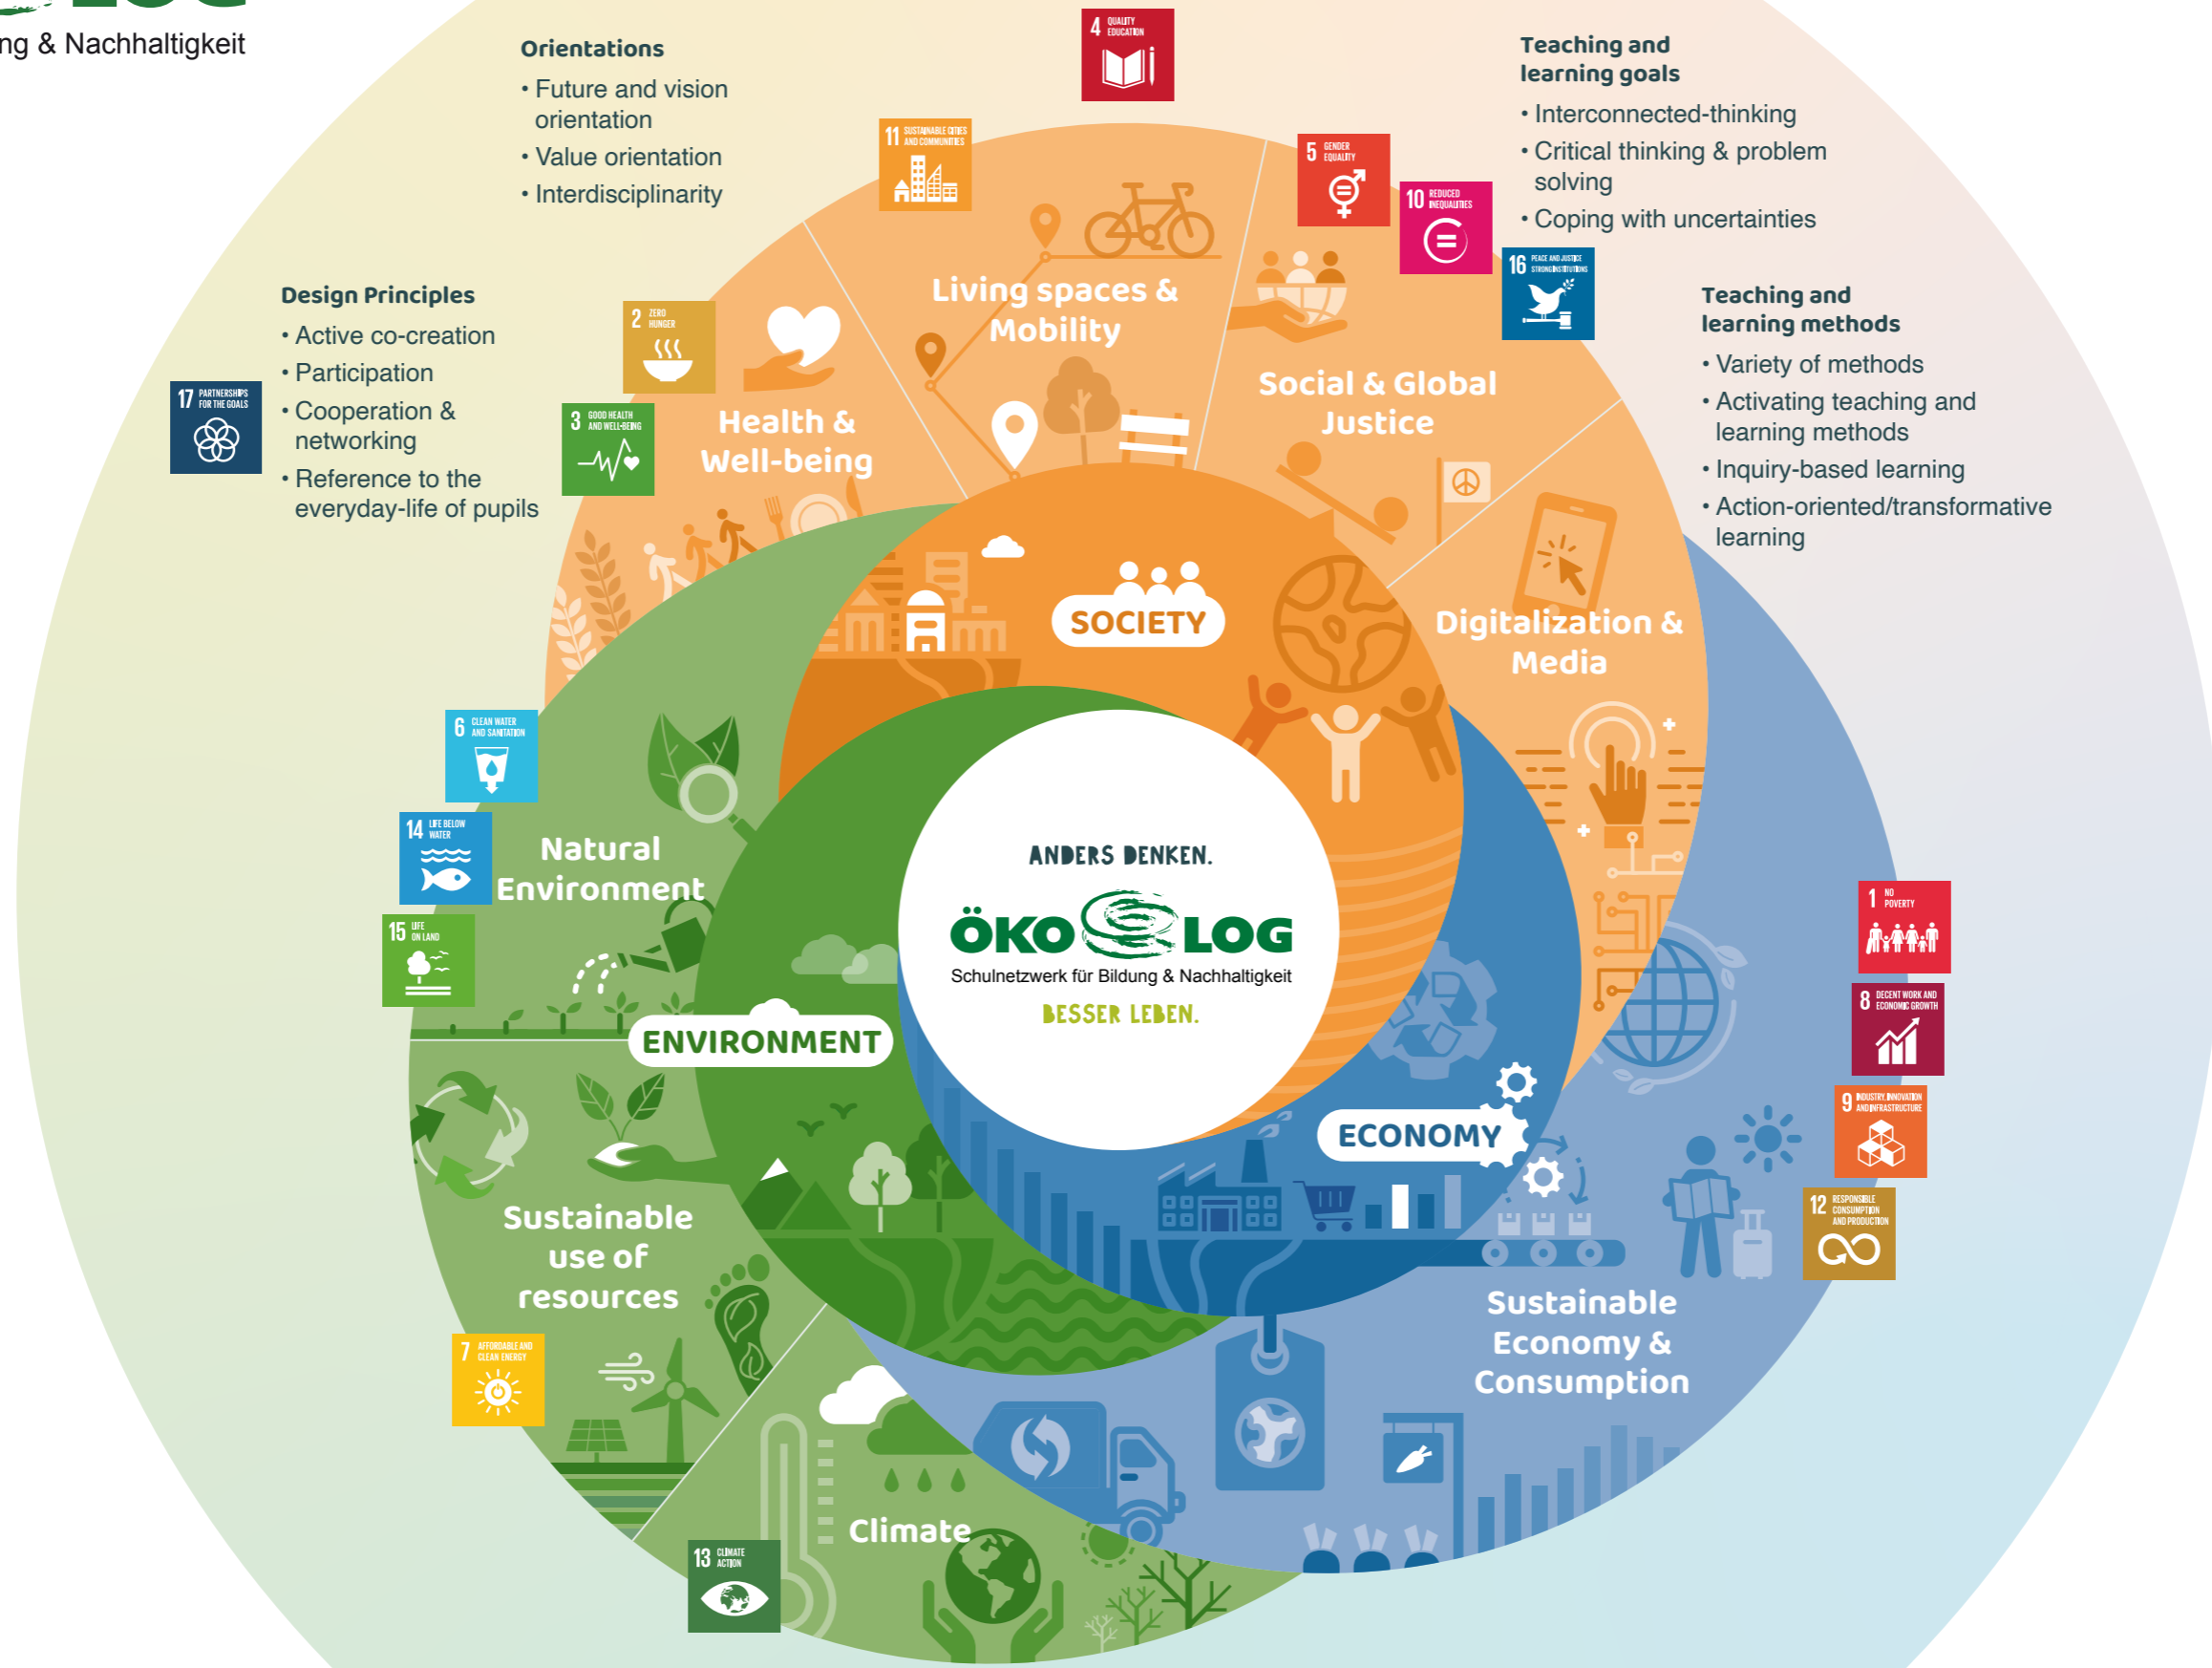 LOG
ng & Nachhaltigkeit
Orientations
• Future and vision
orientation
• Value orientation
• Interdisciplinarity
4 QUALITY
EDUCATION
Teaching and
learning goals
• Interconnected-thinking
• Critical thinking & problem
solving
• Coping with uncertainties
11 SUSTAINABLE CITIES
AND COMMUNITIES
5 GENDER
EQUALITY
10 REDUCED
INEQUALITIES
16 PEACE AND JUSTICE
STRONG INSTITUTIONS
Design Principles
• Active co-creation
• Participation
• Cooperation &
networking
• Reference to the
everyday-life of pupils
17 PARTNERSHIPS
FOR THE GOALS
2 ZERO
HUNGER
3 GOOD HEALTH
AND WELL-BEING
Teaching and
learning methods
• Variety of methods
• Activating teaching and
learning methods
• Inquiry-based learning
• Action-oriented/transformative
learning
Living spaces &
Mobility
Social & Global
Justice
Health &
Well-being
SOCIETY
Digitalization &
Media
6 CLEAN WATER
AND SANITATION
14 LIFE BELOW
WATER
15 LIFE
ON LAND
Natural
Environment
ANDERS DENKEN.
ÖKOLOG
Schulnetzwerk für Bildung & Nachhaltigkeit
BESSER LEBEN.
ENVIRONMENT
ECONOMY
1 NO
POVERTY
8 DECENT WORK AND
ECONOMIC GROWTH
9 INDUSTRY, INNOVATION
AND INFRASTRUCTURE
12 RESPONSIBLE
CONSUMPTION
AND PRODUCTION
Sustainable
use of
resources
7 AFFORDABLE AND
CLEAN ENERGY
Sustainable
Economy &
Consumption
Climate
13 CLIMATE
ACTION